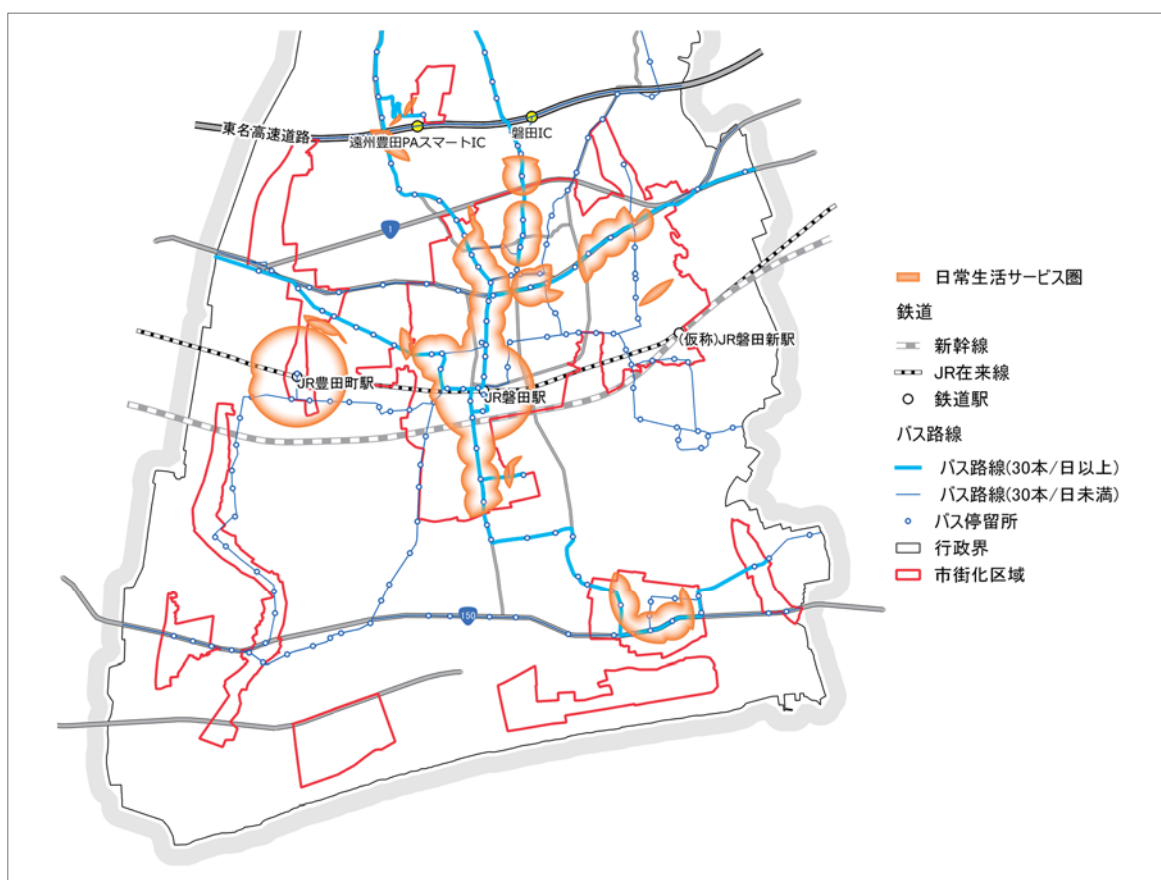 東名高速道路
遠州豊田PAスマートIC
磐田IC
1
(仮称)JR磐田新駅
JR豊田町駅
JR磐田駅
150
日常生活サービス圏
鉄道
新幹線
JR在来線
鉄道駅
バス路線
バス路線(30本/日以上)
バス路線(30本/日未満)
バス停留所
行政界
市街化区域